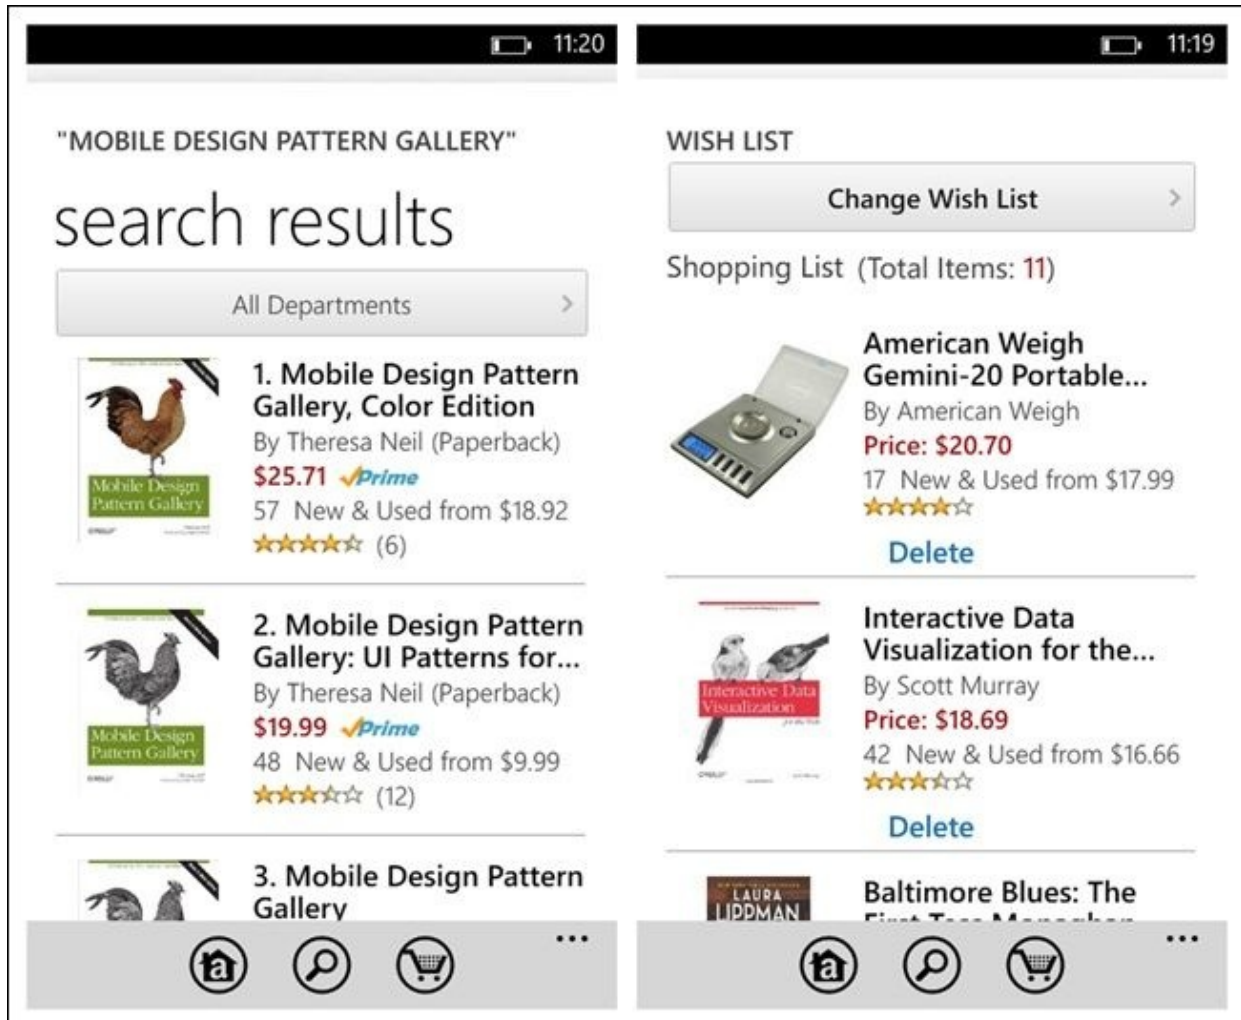 11:20
"MOBILE DESIGN PATTERN GALLERY"
search results
All Departments
Mobile Design
Pattern Gallery
1. Mobile Design Pattern
Gallery, Color Edition
By Theresa Neil (Paperback)
$25.71 Prime
57 New & Used from $18.92
(6)
Mobile Design
Pattern Gallery
2. Mobile Design Pattern
Gallery: UI Patterns for...
By Theresa Neil (Paperback)
$19.99 Prime
48 New & Used from $9.99
(12)
3. Mobile Design Pattern
Gallery
a
...
11:19
WISH LIST
Change Wish List
Shopping List (Total Items: 11)
American Weigh
Gemini-20 Portable...
By American Weigh
Price: $20.70
17 New & Used from $17.99
Delete
Interactive Data
Visualization
Interactive Data
Visualization for the...
By Scott Murray
Price: $18.69
42 New & Used from $16.66
Delete
LAURA
LIPPMAN
Baltimore Blues: The
First Tess Monaghan
a
...